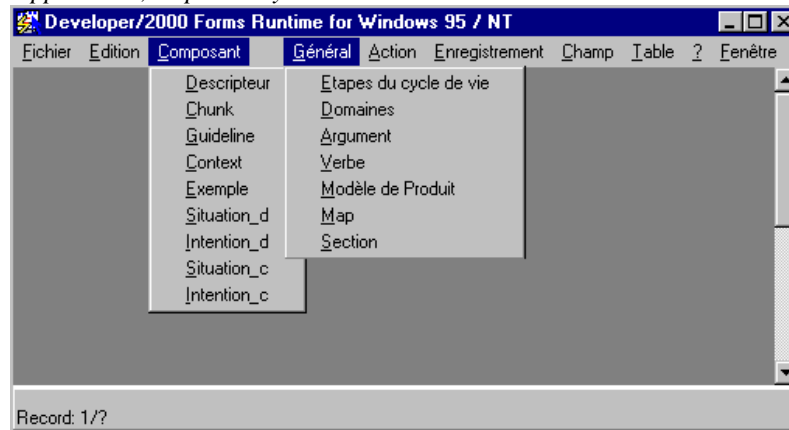 Developer/2000 Forms Runtime for Windows 95 / NT
Fichier Edition Composant Général Action Enregistrement Champ Table ? Fenêtre
Descripteur
Chunk
Guideline
Context
Exemple
Situation_d
Intention_d
Situation_c
Intention_c
Etapes du cycle de vie
Domaines
Argument
Verbe
Modèle de Produit
Map
Section
Record: 1/?